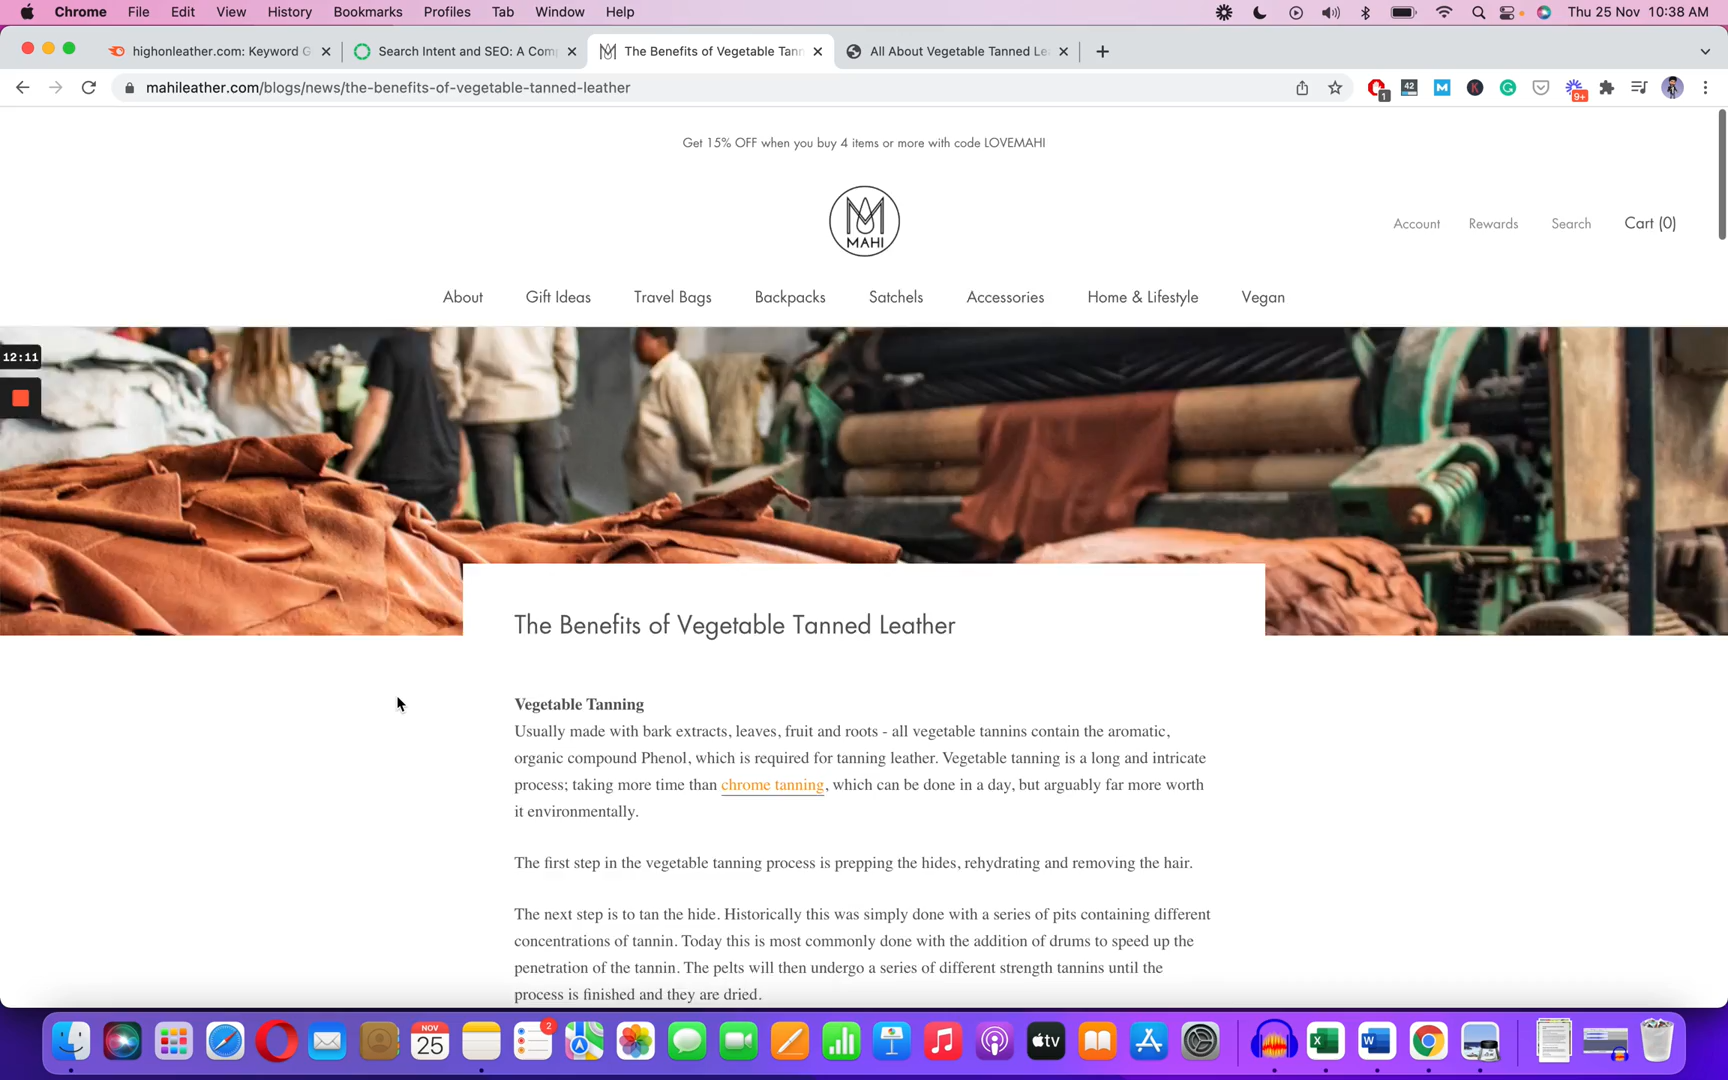 Chrome File Edit View History Bookmarks Profiles Tab Window Help Thu 25 Nov 10:38 AM
highonleather.com: Keyword G Search Intent and SEO: A Comp The Benefits of Vegetable Tann All About Vegetable Tanned Le
mahileather.com/blogs/news/the-benefits-of-vegetable-tanned-leather
1 42 M K G 9+
Get 15% OFF when you buy 4 items or more with code LOVEMAHI
MAHI
Account Rewards Search Cart (0)
About Gift Ideas Travel Bags Backpacks Satchels Accessories Home & Lifestyle Vegan
12:11
The Benefits of Vegetable Tanned Leather
Vegetable Tanning
Usually made with bark extracts, leaves, fruit and roots - all vegetable tannins contain the aromatic,
organic compound Phenol, which is required for tanning leather. Vegetable tanning is a long and intricate
process; taking more time than chrome tanning, which can be done in a day, but arguably far more worth
it environmentally.
The first step in the vegetable tanning process is prepping the hides, rehydrating and removing the hair.
The next step is to tan the hide. Historically this was simply done with a series of pits containing different
concentrations of tannin. Today this is most commonly done with the addition of drums to speed up the
penetration of the tannin. The pelts will then undergo a series of different strength tannins until the
process is finished and they are dried.
NOV
25
2
tv
X
W